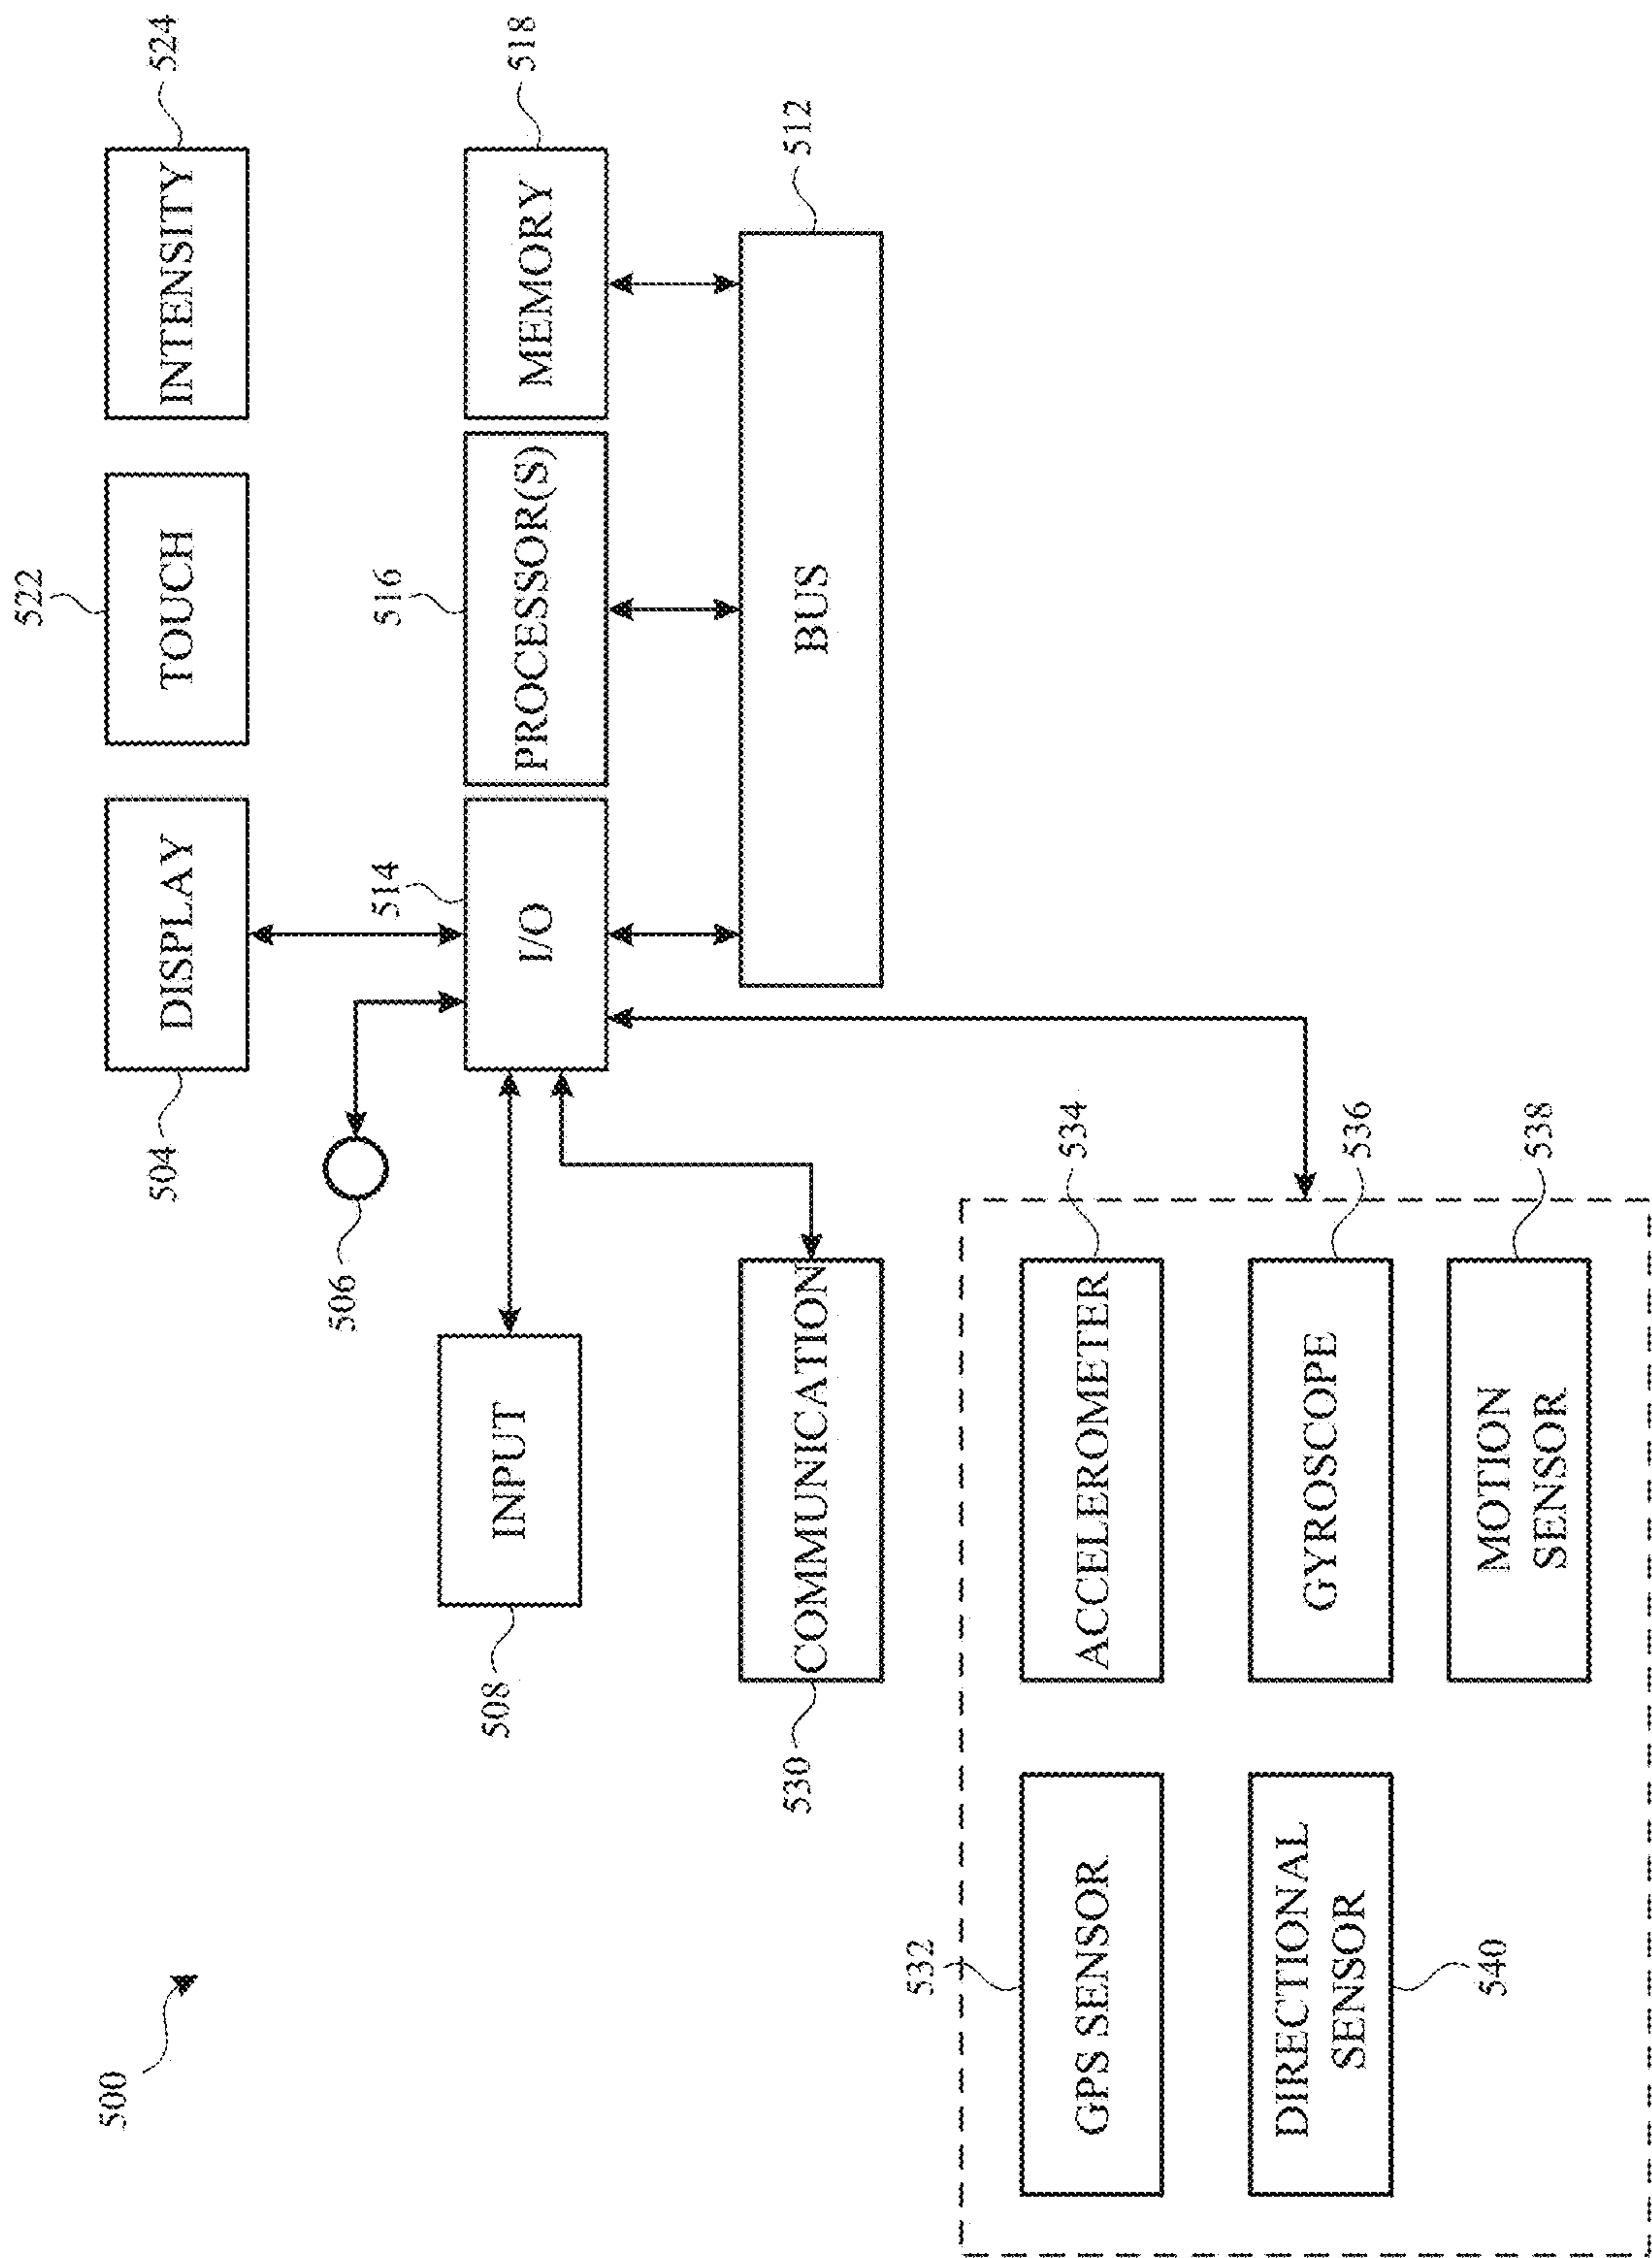 522
500
504
DISPLAY
TOUCH
INTENSITY
524
506
514
516
508
INPUT
I/O
PROCESSOR(S)
MEMORY
518
530
COMMUNICATION
BUS
512
532
GPS SENSOR
ACCELEROMETER
534
DIRECTIONAL
SENSOR
GYROSCOPE
536
540
MOTION
SENSOR
538